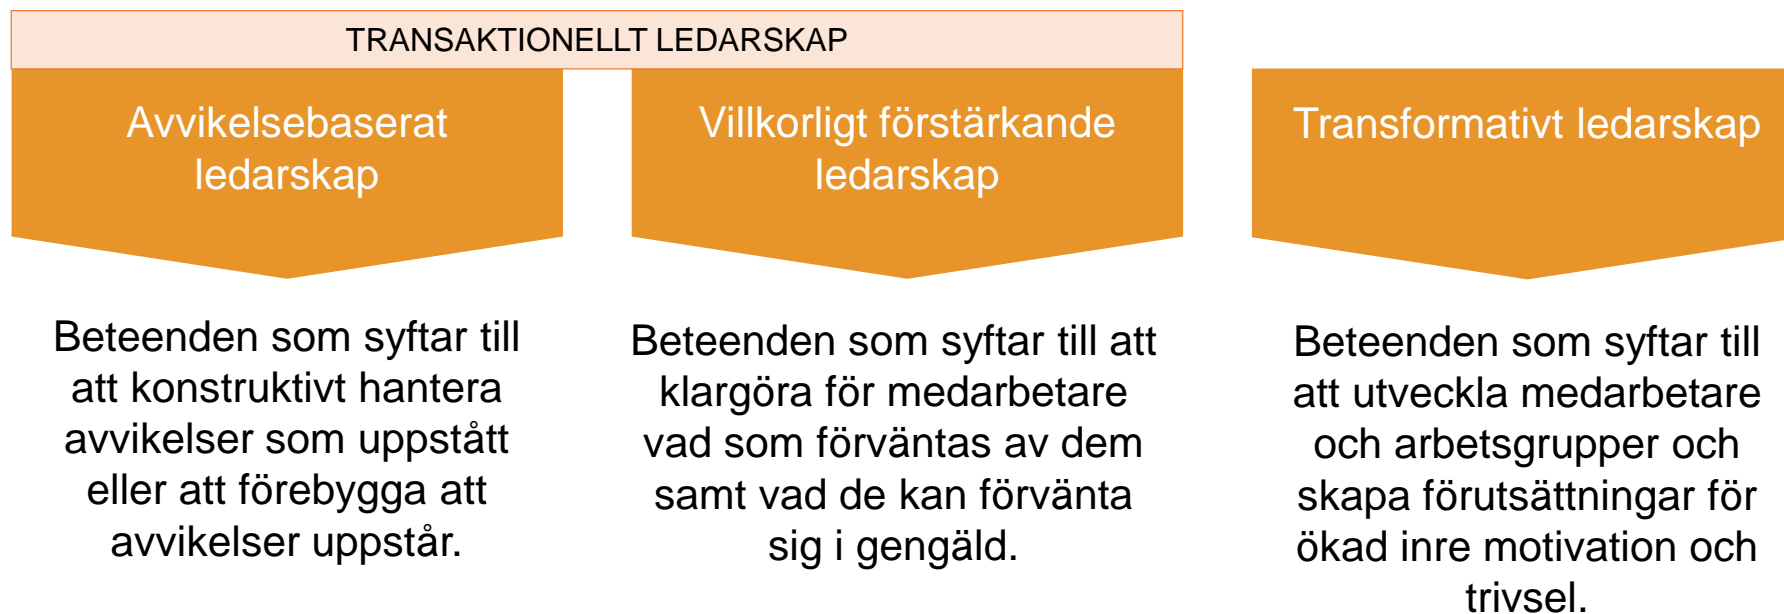 TRANSAKTIONELLT LEDARSKAP
Avvikelsebaserat
ledarskap
Beteenden som syftar till
att konstruktivt hantera
avvikelser som uppstått
eller att förebygga att
avvikelser uppstår.
Villkorligt förstärkande
ledarskap
Beteenden som syftar till att
klargöra för medarbetare
vad som förväntas av dem
samt vad de kan förvänta
sig i gengäld.
Transformativt ledarskap
Beteenden som syftar till
att utveckla medarbetare
och arbetsgrupper och
skapa förutsättningar för
ökad inre motivation och
trivsel.